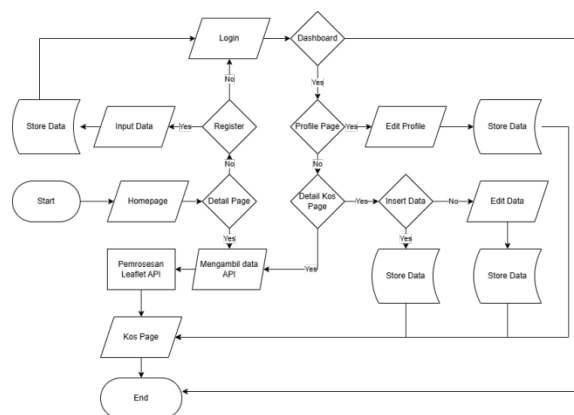 Login
Dashboard
No
Yes
Store Data
Input Data
Yes
Register
Profile Page
Yes
Edit Profile
Store Data
No
No
Start
Homepage
Detail Page
Detail Kos
Page
Yes
Insert Data
No
Edit Data
Yes
Yes
Pemrosesan
Leaflet API
Mengambil data
API
Yes
Store Data
Store Data
Kos Page
End